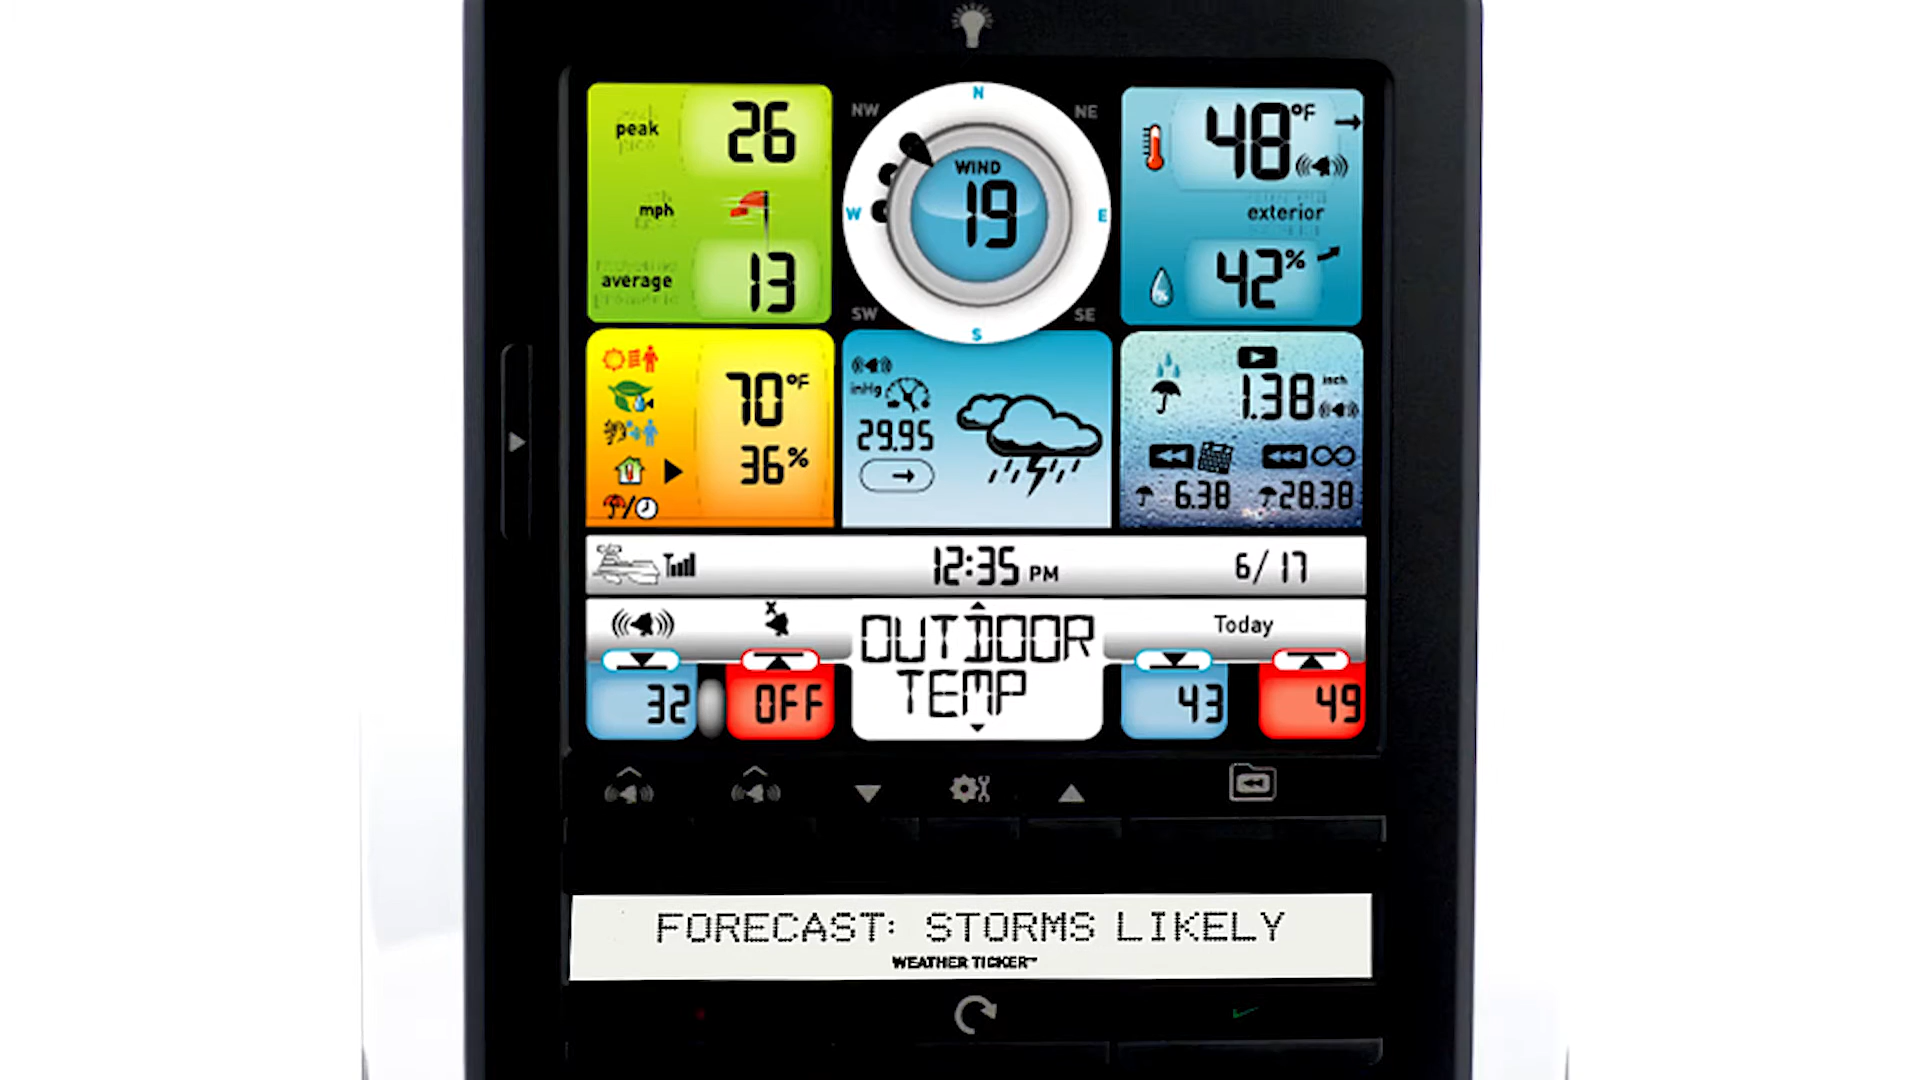 peak 26
mph
average 13
N
NW NE
W E
SW SE
S
WIND
19
48 °F
exterior
42 %
70 °F
36 %
inHg
29.95
1.38 inch
6.38 28.38
12:35 PM
6/17
OUTDOOR
TEMP
Today
32
OFF
43
49
FORECAST: STORMS LIKELY
WEATHER TICKER™